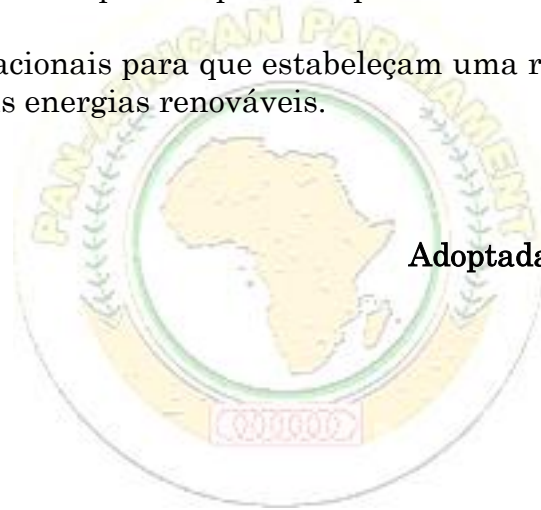 PAN-AFRICAN PARLIAMENT
acionais para que estabeleçam uma r
s energias renováveis.
Adoptada